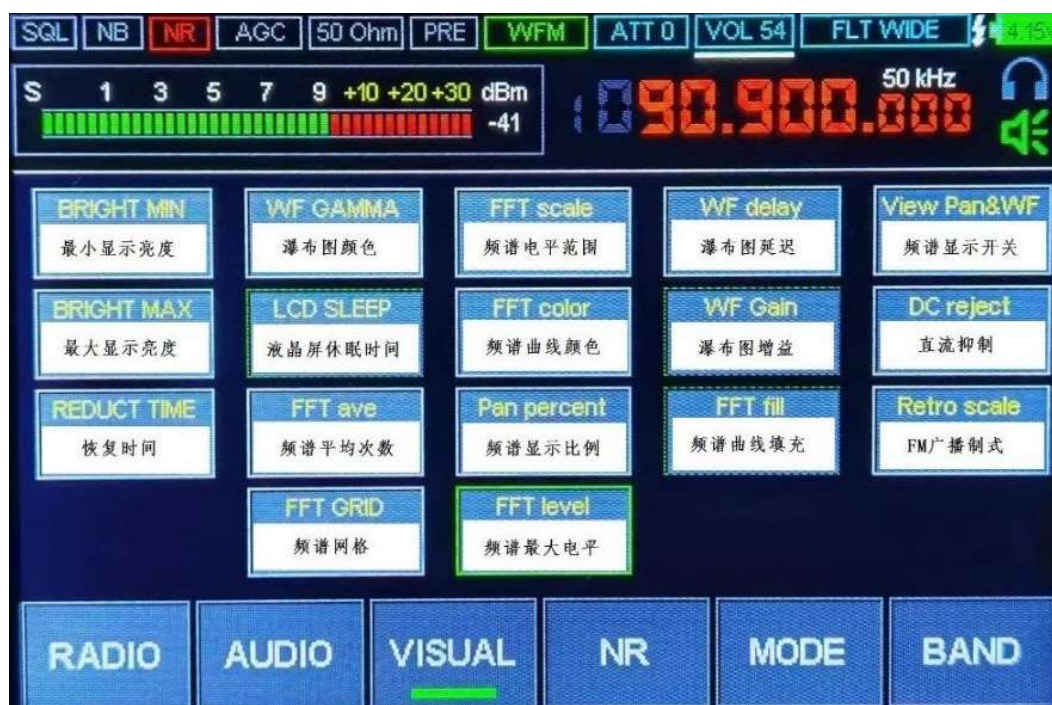 SQL NB NR AGC 50 Ohm PRE WFM ATT 0 VOL 54 FLT WIDE 4.15v
S 1 3 5 7 9 +10 +20 +30 dBm
-41
50 kHz
90.900.000
BRIGHT MIN WF GAMMA FFT scale WF delay View Pan&WF
最小显示亮度 瀑布图颜色 频谱电平范围 瀑布图延迟 频谱显示开关
BRIGHT MAX LCD SLEEP FFT color WF Gain DC reject
最大显示亮度 液晶屏休眠时间 频谱曲线颜色 瀑布图增益 直流抑制
REDUCT TIME FFT ave Pan percent FFT fill Retro scale
恢复时间 频谱平均次数 频谱显示比例 频谱曲线填充 FM广播制式
FFT GRID FFT level
频谱网格 频谱最大电平
RADIO AUDIO VISUAL NR MODE BAND